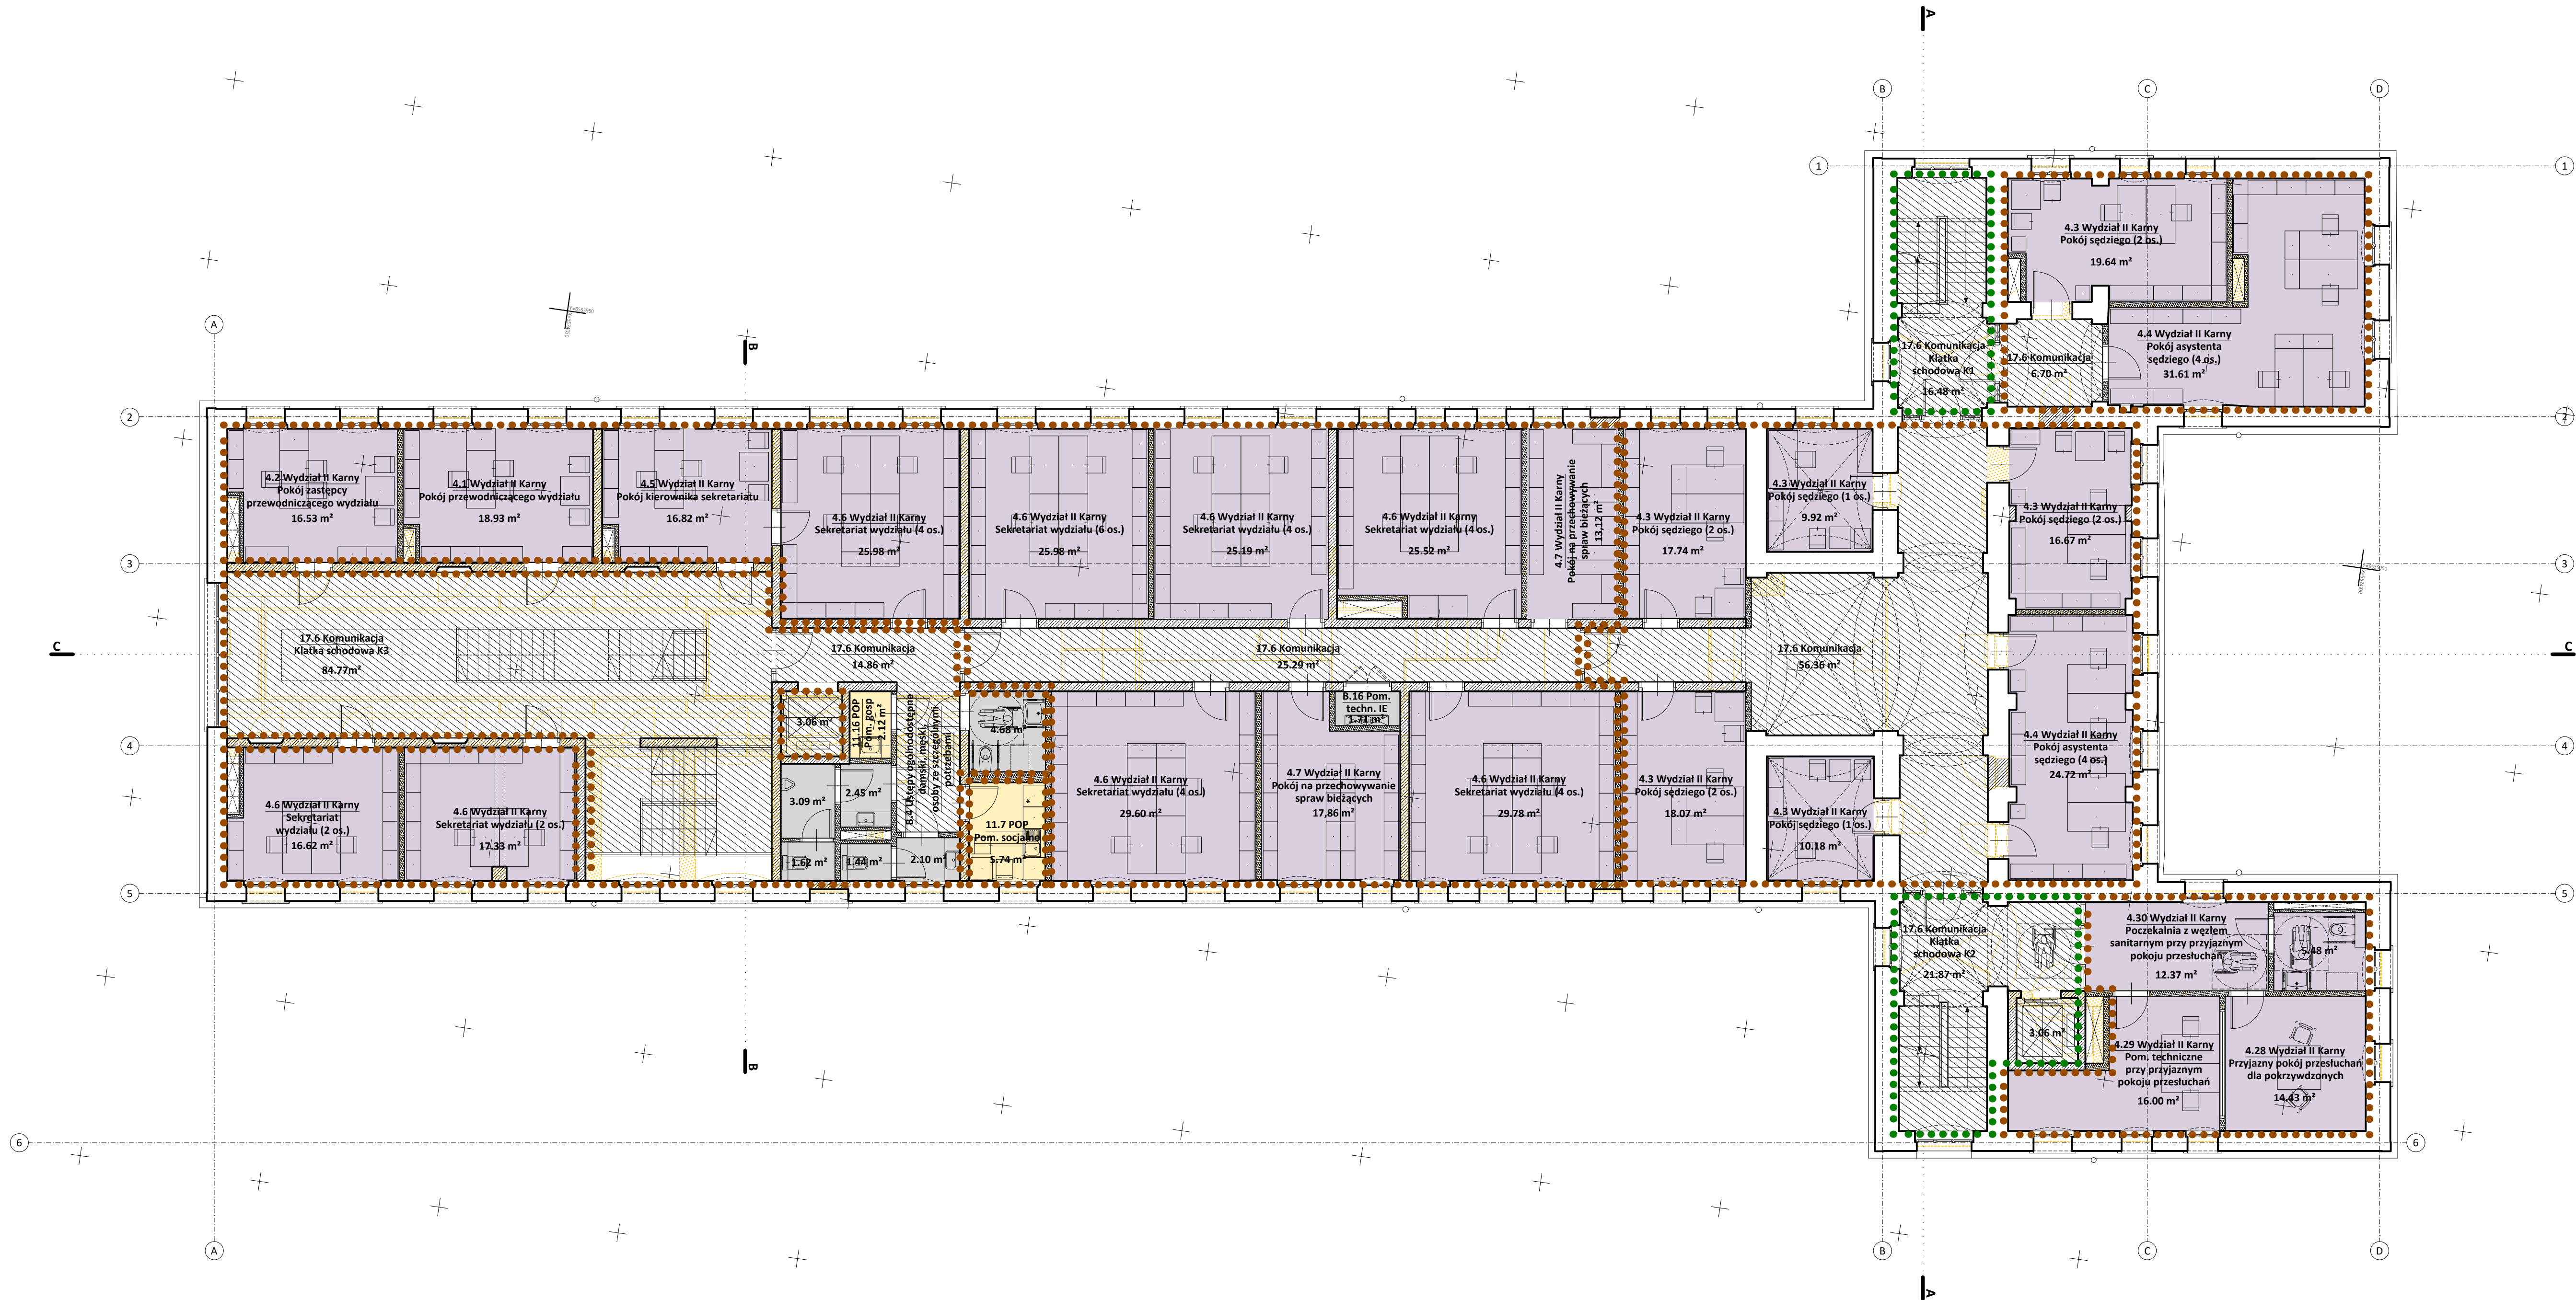 A
B
C
D
1
1
4.3 Wydział II Karny
Pokój sędziego (2 os.)
19.64 m²
4.4 Wydział II Karny
Pokój asystenta
sędziego (4 os.)
31.61 m²
17.6 Komunikacja
Klatka
schodowa K1
16.48 m²
17.6 Komunikacja
6.70 m²
A
B
2
2
4.2 Wydział II Karny
Pokój zastępcy
przewodniczącego wydziału
16.53 m²
4.1 Wydział II Karny
Pokój przewodniczącego wydziału
18.93 m²
4.5 Wydział II Karny
Pokój kierownika sekretariatu
16.82 m²
4.6 Wydział II Karny
Sekretariat wydziału (4 os.)
25.98 m²
4.6 Wydział II Karny
Sekretariat wydziału (6 os.)
25.98 m²
4.6 Wydział II Karny
Sekretariat wydziału (4 os.)
25.19 m²
4.6 Wydział II Karny
Sekretariat wydziału (4 os.)
25.52 m²
4.7 Wydział II Karny
Pokój na przechowywanie
spraw bieżących
13,12 m²
4.3 Wydział II Karny
Pokój sędziego (2 os.)
17.74 m²
4.3 Wydział II Karny
Pokój sędziego (1 os.)
9.92 m²
4.3 Wydział II Karny
Pokój sędziego (2 os.)
16.67 m²
3
3
C
17.6 Komunikacja
Klatka schodowa K3
84.77m²
17.6 Komunikacja
14.86 m²
17.6 Komunikacja
25.29 m²
17.6 Komunikacja
56.36 m²
C
3.06 m²
11.16 POP
Pom. gosp
2.12 m²
B.4 Ustępy ogólnodostępne
damski, męski,
osoby ze szczególnymi
potrzebami
4.68 m²
B.16 Pom.
techn. IE
1.71 m²
4
4
4.6 Wydział II Karny
Sekretariat
wydziału (2 os.)
16.62 m²
4.6 Wydział II Karny
Sekretariat wydziału (2 os.)
17.33 m²
3.09 m²
2.45 m²
1.62 m²
1.44 m²
2.10 m²
11.7 POP
Pom. socjalne
5.74 m²
4.6 Wydział II Karny
Sekretariat wydziału (4 os.)
29.60 m²
4.7 Wydział II Karny
Pokój na przechowywanie
spraw bieżących
17,86 m²
4.6 Wydział II Karny
Sekretariat wydziału (4 os.)
29.78 m²
4.3 Wydział II Karny
Pokój sędziego (2 os.)
18.07 m²
4.3 Wydział II Karny
Pokój sędziego (1 os.)
10.18 m²
4.4 Wydział II Karny
Pokój asystenta
sędziego (4 os.)
24.72 m²
5
5
17.6 Komunikacja
Klatka
schodowa K2
21.87 m²
4.30 Wydział II Karny
Poczekalnia z węzłem
sanitarnym przy przyjaznym
pokoju przesłuchań
12.37 m²
5.48 m²
3.06 m²
4.29 Wydział II Karny
Pom. techniczne
przy przyjaznym
pokoju przesłuchań
16.00 m²
4.28 Wydział II Karny
Przyjazny pokój przesłuchań
dla pokrzywdzonych
14.43 m²
B
6
6
A
B
C
D
A